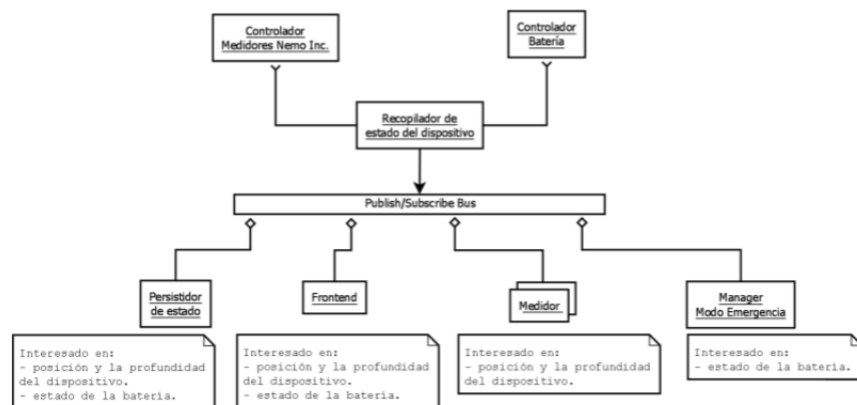 Controlador
Medidores Nemo Inc.
Controlador
Batería
Recopilador de
estado del dispositivo
Publish/Subscribe Bus
Persistidor
de estado
Frontend
Medidor
Manager
Modo Emergencia
Interesado en:
- posición y la profundidad
del dispositivo.
- estado de la bateria.
Interesado en:
- posición y la profundidad
del dispositivo.
- estado de la bateria.
Interesado en:
- posición y la profundidad
del dispositivo.
Interesado en:
- estado de la bateria.